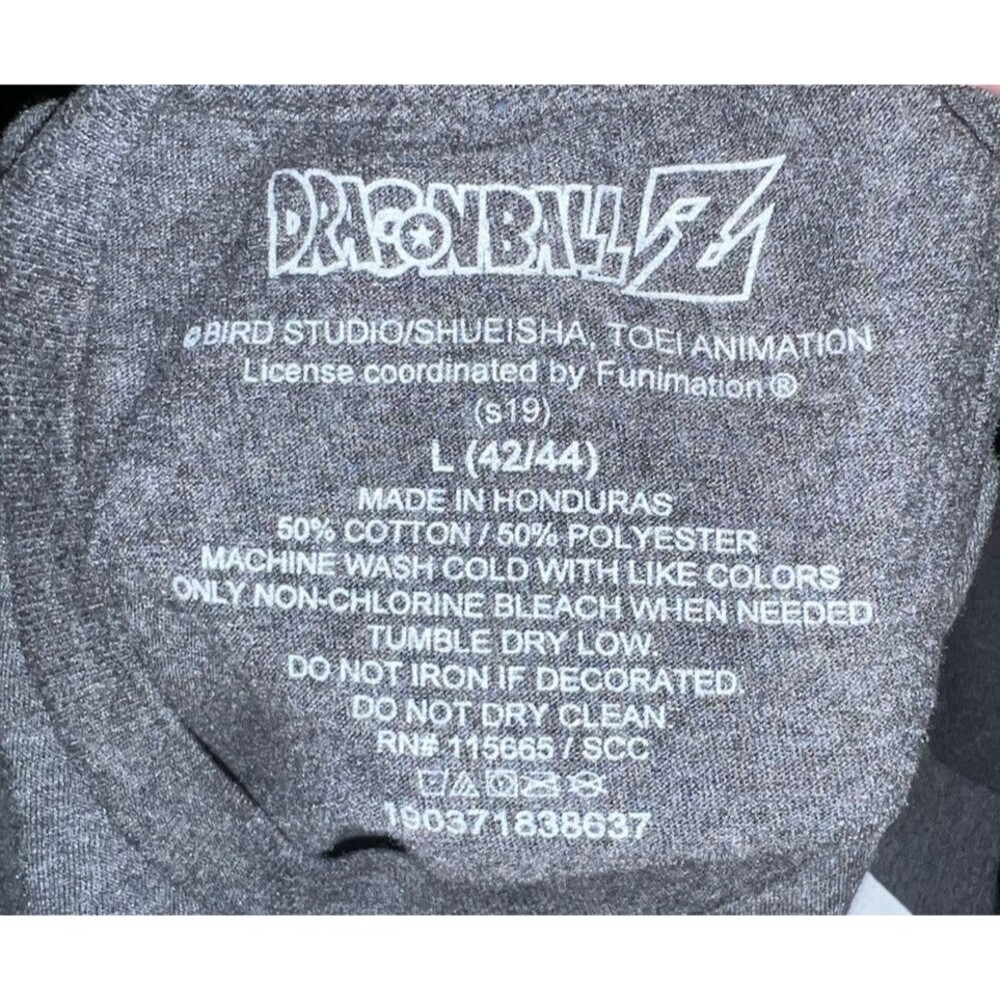 DRAGONBALL Z
©BIRD STUDIO/SHUEISHA, TOEI ANIMATION
License coordinated by Funimation®
(s19)
L (42/44)
MADE IN HONDURAS
50% COTTON / 50% POLYESTER
MACHINE WASH COLD WITH LIKE COLORS
ONLY NON-CHLORINE BLEACH WHEN NEEDED
TUMBLE DRY LOW.
DO NOT IRON IF DECORATED.
DO NOT DRY CLEAN
RN# 115665 / SCC
190371838637